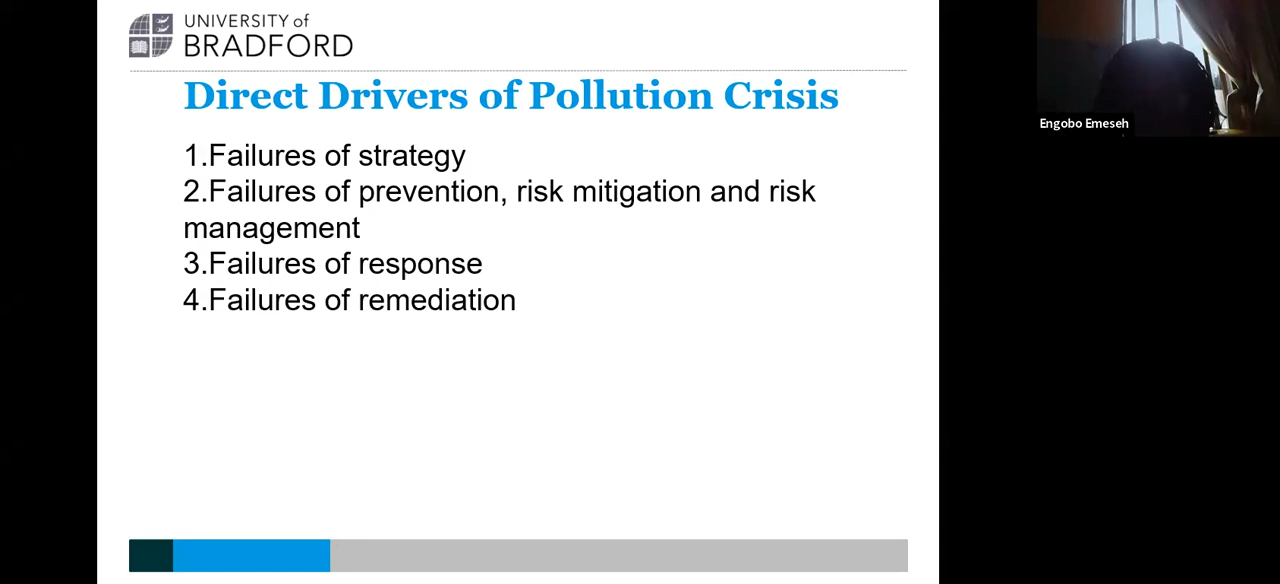 UNIVERSITY of
BRADFORD
Direct Drivers of Pollution Crisis
1.Failures of strategy
2.Failures of prevention, risk mitigation and risk
management
3.Failures of response
4.Failures of remediation
Engobo Emeseh